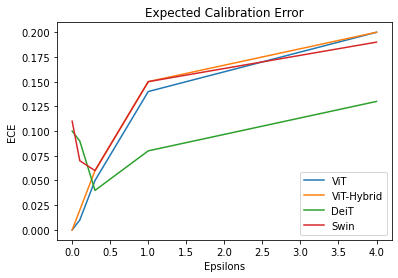 Expected Calibration Error
ECE
0.200
0.175
0.150
0.125
0.100
0.075
0.050
0.025
0.000
0.0 0.5 1.0 1.5 2.0 2.5 3.0 3.5 4.0
Epsilons
ViT
ViT-Hybrid
DeiT
Swin